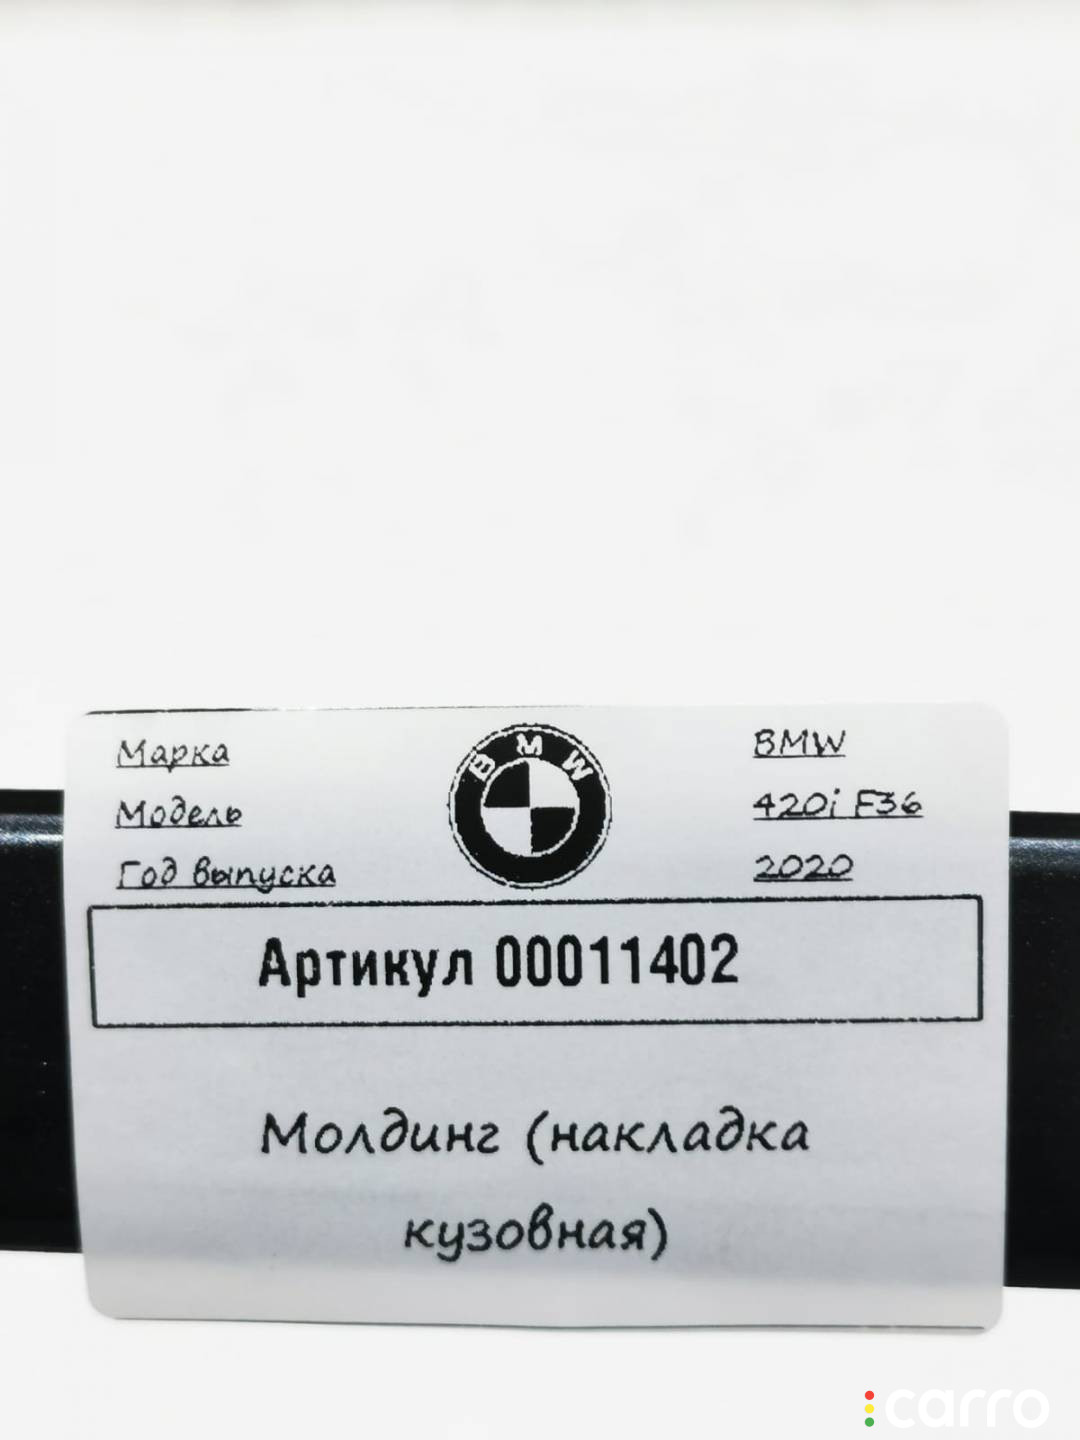 Марка BMW BMW
Модель 420i F36
Год выпуска 2020
Артикул 00011402
Молдинг (накладка
кузовная)
carro